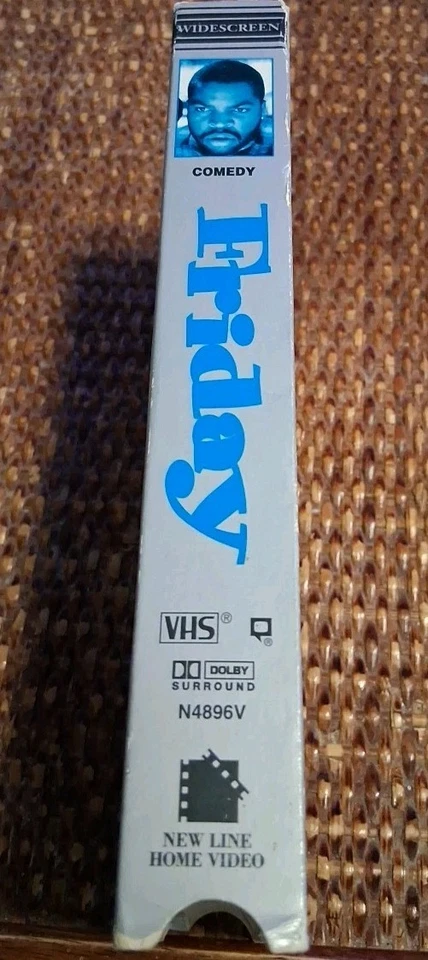 WIDESCREEN
COMEDY
Friday
VHS®
®
DOLBY
SURROUND
N4896V
NEW LINE
HOME VIDEO